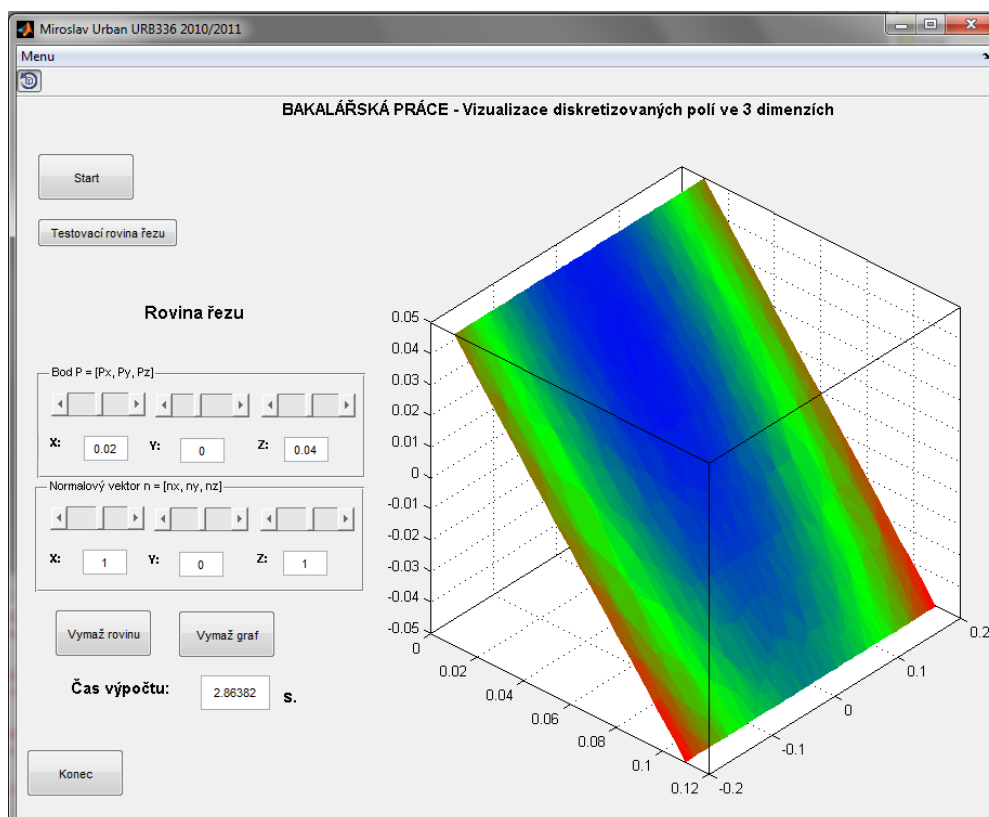 Miroslav Urban URB336 2010/2011
Menu
BAKALÁŘSKÁ PRÁCE - Vizualizace diskretizovaných polí ve 3 dimenzích
Start
Testovací rovina řezu
Rovina řezu
Bod P = [Px, Py, Pz]
X: 0.02 Y: 0 Z: 0.04
Normalový vektor n = [nx, ny, nz]
X: 1 Y: 0 Z: 1
Vymaž rovinu Vymaž graf
Čas výpočtu: 2.86382 s.
Konec
0.05
0.04
0.03
0.02
0.01
0
-0.01
-0.02
-0.03
-0.04
-0.05
0
0.02
0.04
0.06
0.08
0.1
0.12
-0.2
-0.1
0
0.1
0.2